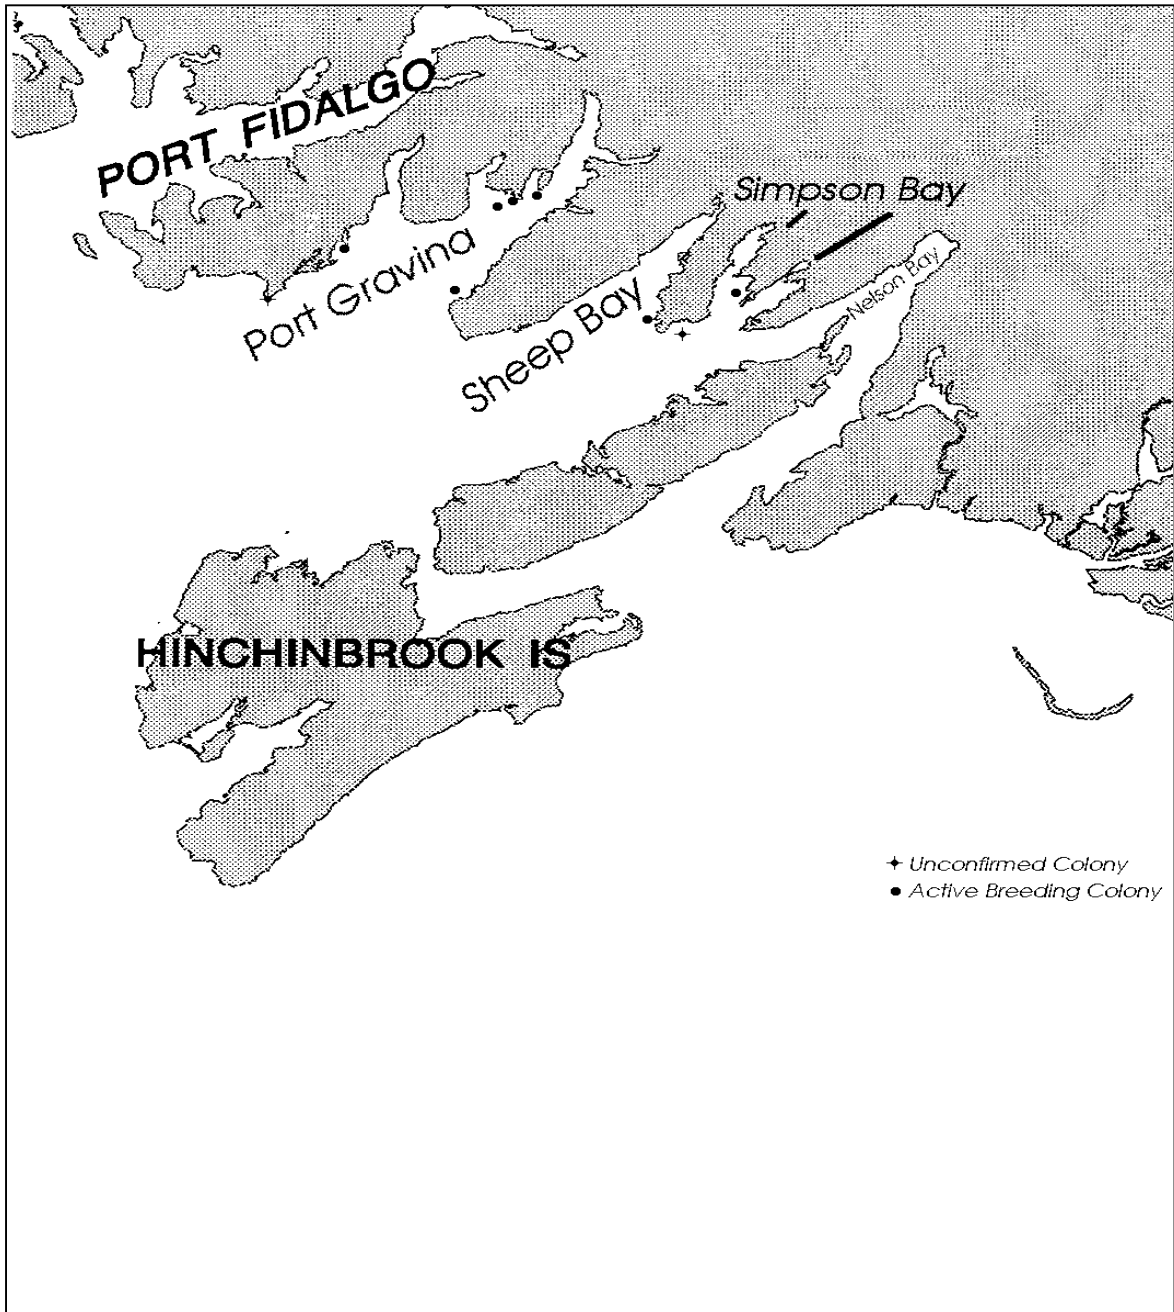 PORT FIDALGO
Simpson Bay
Port Gravina
Nelson Bay
Sheep Bay
HINCHINBROOK IS
Unconfirmed Colony
Active Breeding Colony